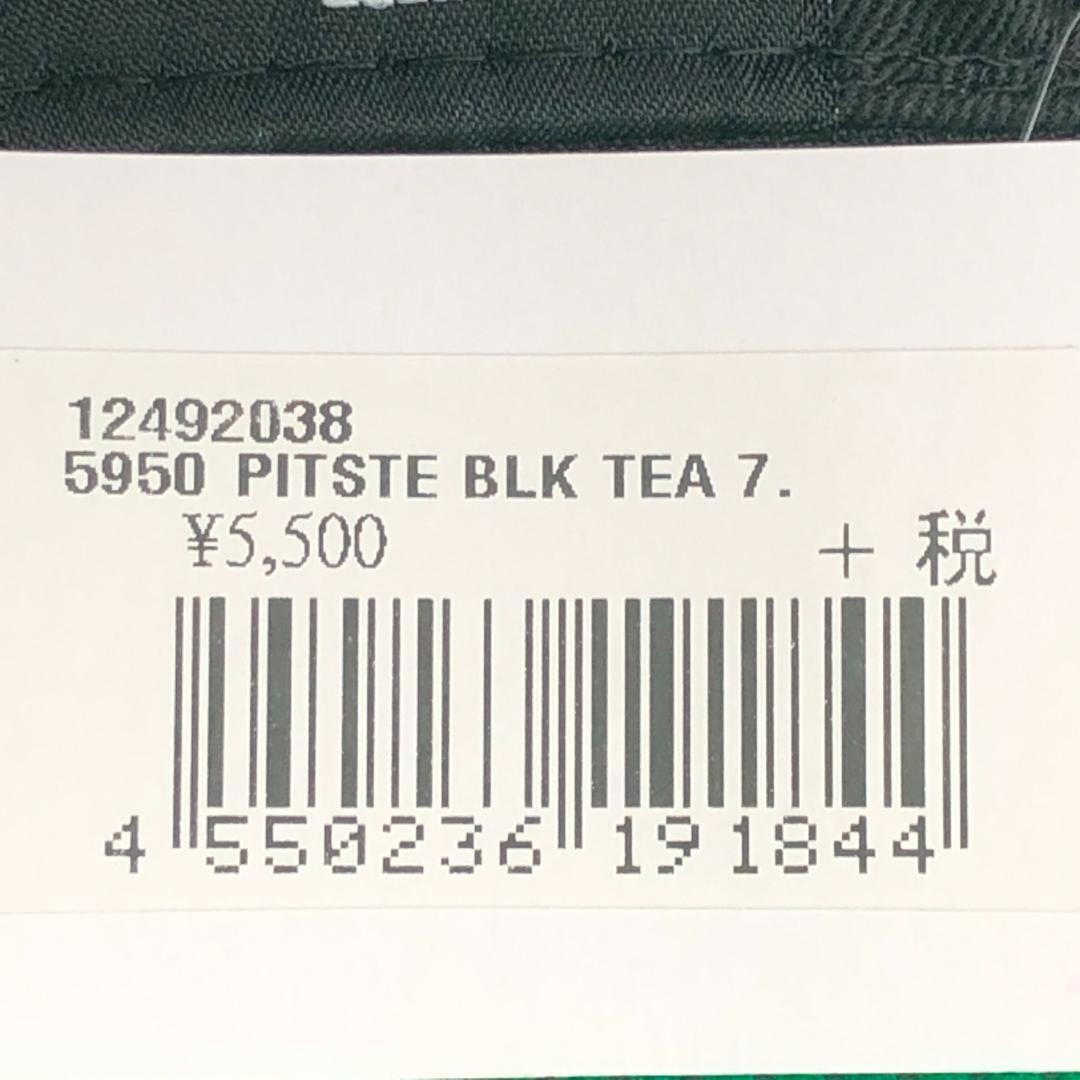 12492038
5950 PITSTE BLK TEA 7.
¥5,500 + 税
4 550236 191844